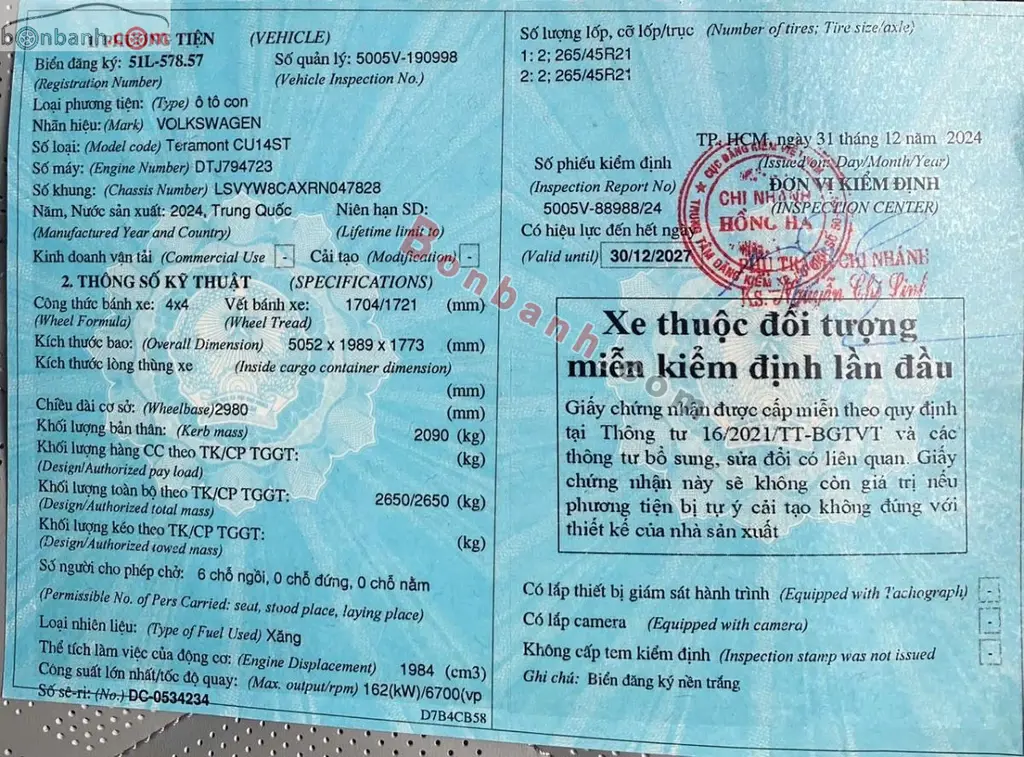 bonbanh.com
TIỆN (VEHICLE)
Biển đăng ký: 51L-578.57 Số quản lý: 5005V-190998
(Registration Number) (Vehicle Inspection No.)
Loại phương tiện: (Type) ô tô con
Nhãn hiệu: (Mark) VOLKSWAGEN
Số loại: (Model code) Teramont CU14ST
Số máy: (Engine Number) DTJ794723
Số khung: (Chassis Number) LSVYW8CAXRN047828
Năm, Nước sản xuất: 2024, Trung Quốc Niên hạn SD:
(Manufactured Year and Country) (Lifetime limit to)
Kinh doanh vận tải (Commercial Use - Cải tạo (Modification) -
2. THÔNG SỐ KỸ THUẬT (SPECIFICATIONS)
Công thức bánh xe: 4x4 Vết bánh xe: 1704/1721 (mm)
(Wheel Formula) (Wheel Tread)
Kích thước bao: (Overall Dimension) 5052 x 1989 x 1773 (mm)
Kích thước lòng thùng xe (Inside cargo container dimension)
(mm)
Chiều dài cơ sở: (Wheelbase)2980 (mm)
Khối lượng bản thân: (Kerb mass) 2090 (kg)
Khối lượng hàng CC theo TK/CP TGGT: (kg)
(Design/Authorized pay load)
Khối lượng toàn bộ theo TK/CP TGGT: 2650/2650 (kg)
(Design/Authorized total mass)
Khối lượng kéo theo TK/CP TGGT: (kg)
(Design/Authorized towed mass)
Số người cho phép chở: 6 chỗ ngồi, 0 chỗ đứng, 0 chỗ nằm
(Permissible No. of Pers Carried: seat, stood place, laying place)
Loại nhiên liệu: (Type of Fuel Used) Xăng
Thể tích làm việc của động cơ: (Engine Displacement) 1984 (cm3)
Công suất lớn nhất/tốc độ quay: (Max. output/rpm) 162(kW)/6700(vp
Số sê-ri: (No.) DC-0534234
D7B4CB58
Số lượng lốp, cỡ lốp/trục (Number of tires; Tire size/axle)
1: 2; 265/45R21
2: 2; 265/45R21
TP. HCM, ngày 31 tháng 12 năm 2024
Số phiếu kiểm định (Issued on: Day/Month/Year)
(Inspection Report No) ĐƠN VỊ KIỂM ĐỊNH
5005V-88988/24 (INSPECTION CENTER)
Có hiệu lực đến hết ngày
(Valid until) 30/12/2027
CHI NHÁNH
HỒNG HÀ
PHỤ TRÁCH CHI NHÁNH
KS. Nguyễn Chí Linh
Xe thuộc đối tượng
miễn kiểm định lần đầu
Giấy chứng nhận được cấp miễn theo quy định
tại Thông tư 16/2021/TT-BGTVT và các
thông tư bổ sung, sửa đổi có liên quan. Giấy
chứng nhận này sẽ không còn giá trị nếu
phương tiện bị tự ý cải tạo không đúng với
thiết kế của nhà sản xuất
Có lắp thiết bị giám sát hành trình (Equipped with Tachograph) -
Có lắp camera (Equipped with camera) -
Không cấp tem kiểm định (Inspection stamp was not issued -
Ghi chú: Biển đăng ký nền trắng
Bonbanh.com